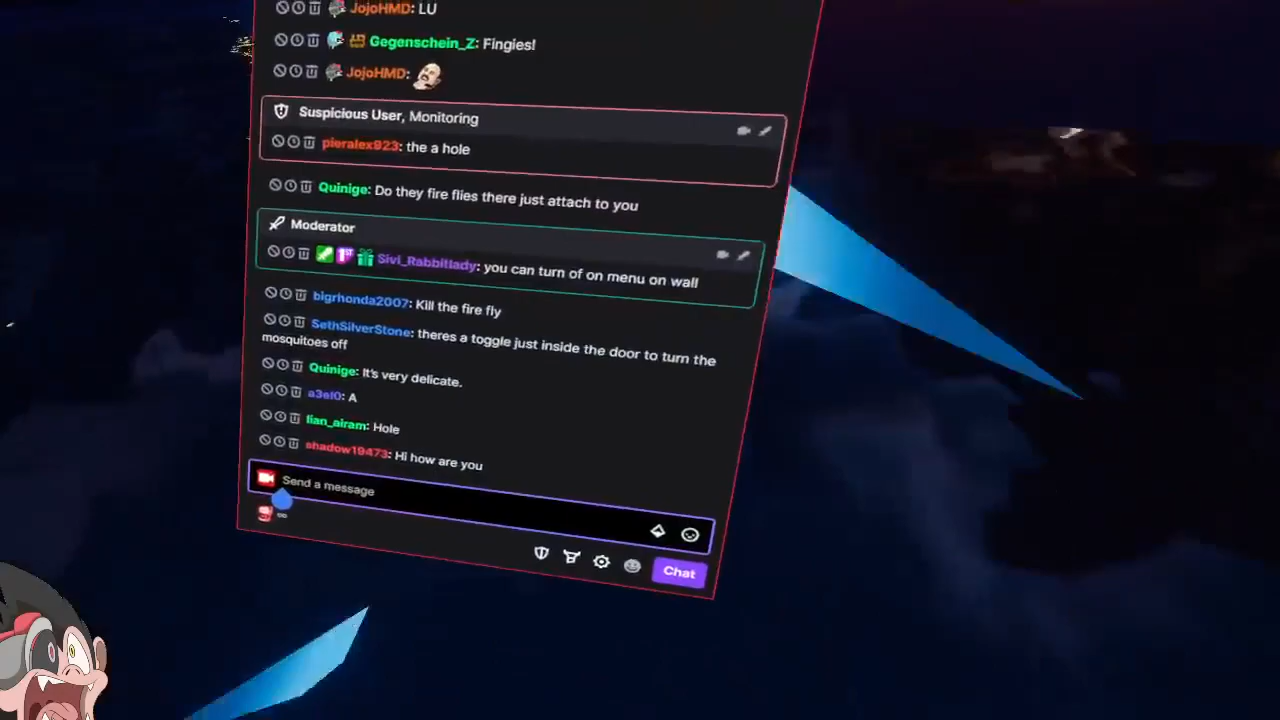 JojoHMD: LU
Gegenschein_Z: Fingies!
JojoHMD:
Suspicious User, Monitoring
pieralex923: the a hole
Quinige: Do they fire flies there just attach to you
Moderator
Sivi_Rabbitlady: you can turn of on menu on wall
bigrhonda2007: Kill the fire fly
SethSilverStone: theres a toggle just inside the door to turn the
mosquitoes off
Quinige: It's very delicate.
a3el0: A
lian_airam: Hole
shadow19473: Hi how are you
Send a message
Chat